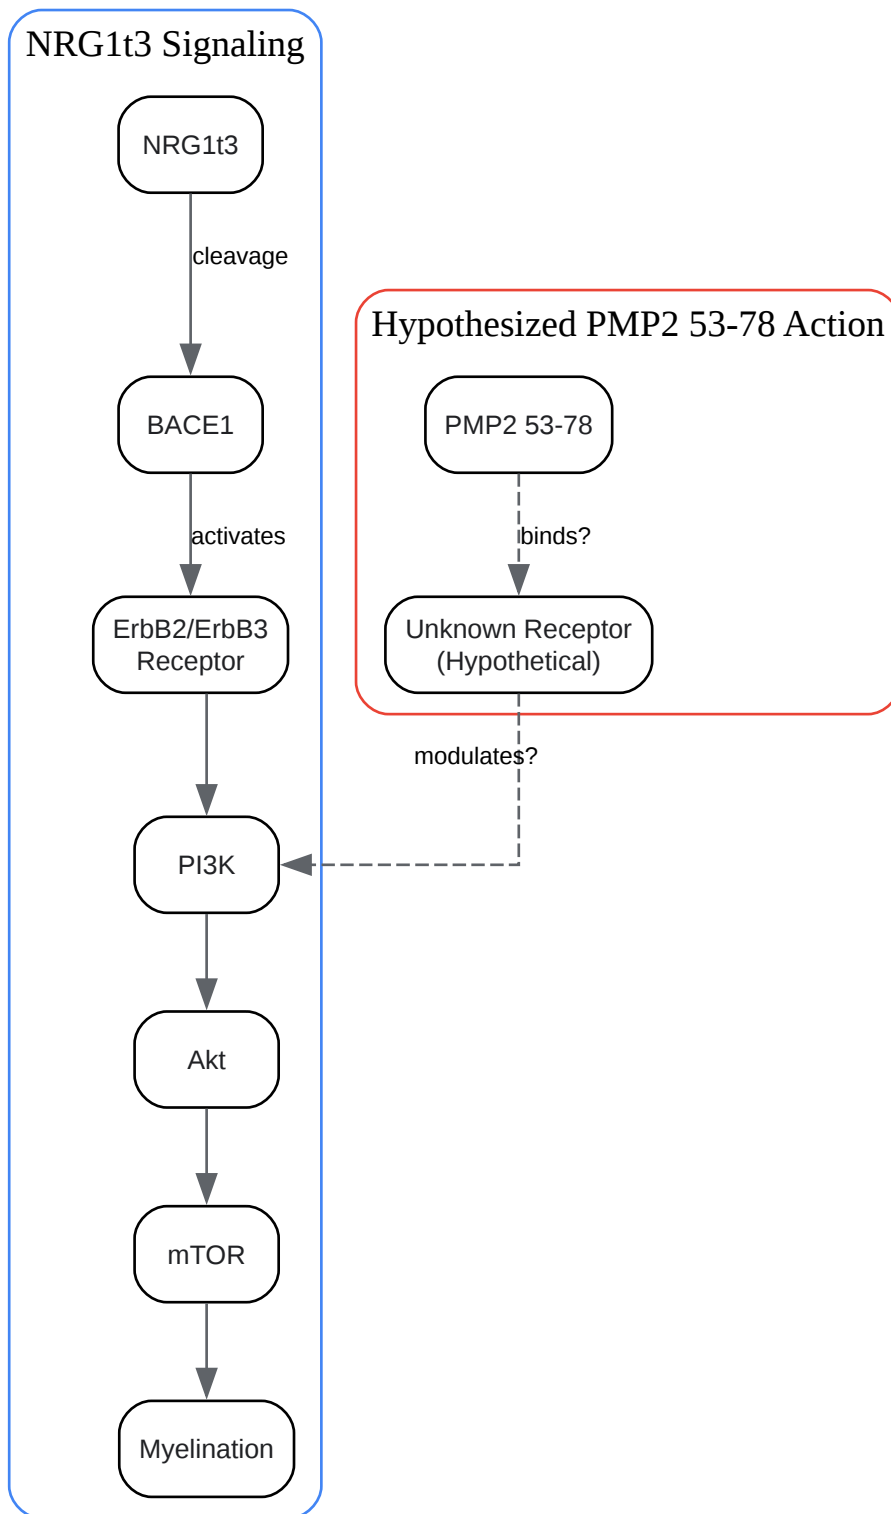 NRG1t3 Signaling
NRG1t3
cleavage
Hypothesized PMP2 53-78 Action
BACE1
PMP2 53-78
activates
binds?
ErbB2/ErbB3
Receptor
Unknown Receptor
(Hypothetical)
modulates?
PI3K
Akt
mTOR
Myelination